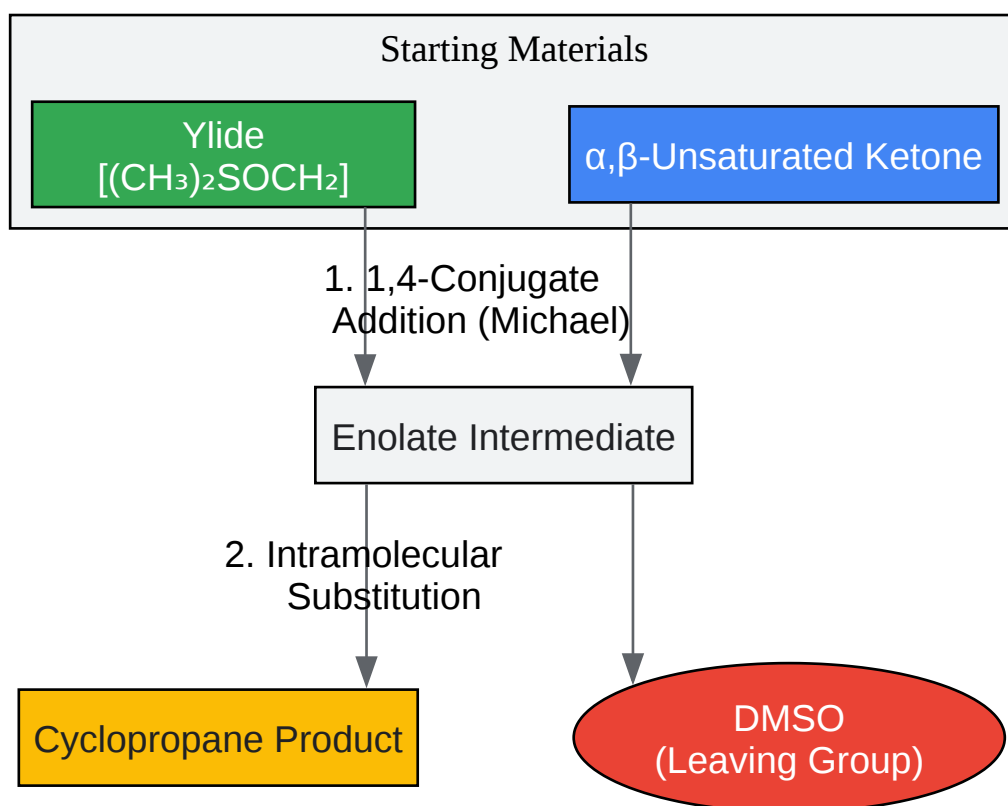 Starting Materials
Ylide
[(CH₃)₂SOCH₂]
α,β-Unsaturated Ketone
1. 1,4-Conjugate
Addition (Michael)
Enolate Intermediate
2. Intramolecular
Substitution
Cyclopropane Product
DMSO
(Leaving Group)